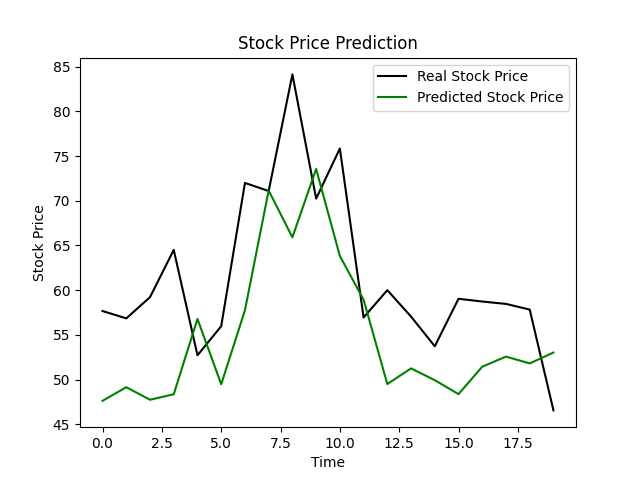 Stock Price Prediction
Real Stock Price
Predicted Stock Price
Stock Price
85
80
75
70
65
60
55
50
45
0.0 2.5 5.0 7.5 10.0 12.5 15.0 17.5
Time